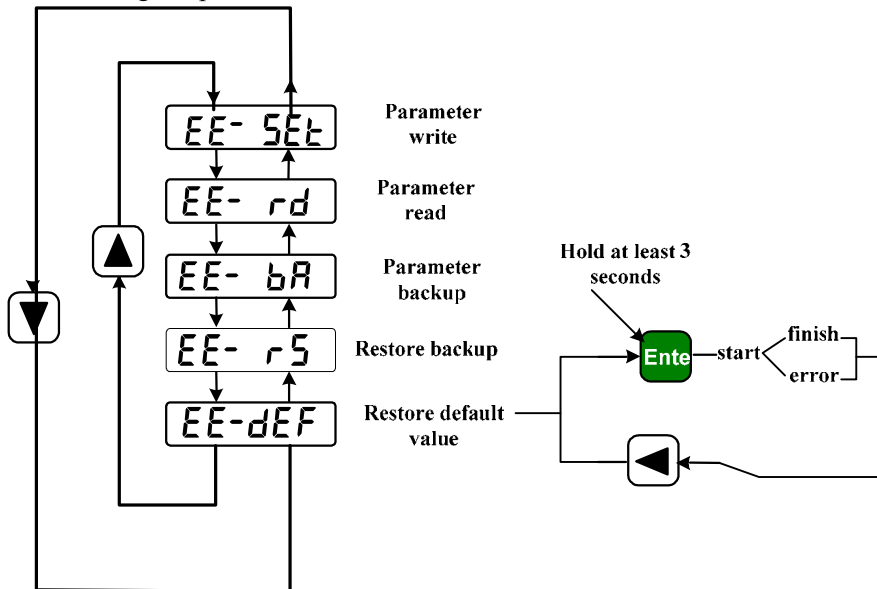 EE- SEt
Parameter
write
EE- rd
Parameter
read
EE- bA
Parameter
backup
EE- rS
Restore backup
EE-dEF
Restore default
value
Hold at least 3
seconds
Ente
start
finish
error